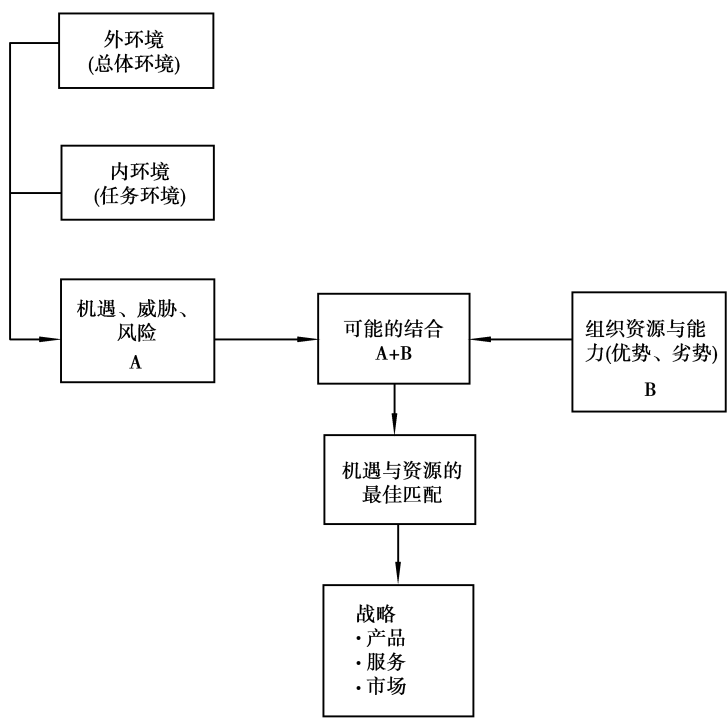 外环境
(总体环境)
内环境
(任务环境)
机遇、威胁、
风险
A
可能的结合
A+B
组织资源与能
力(优势、劣势)
B
机遇与资源的
最佳匹配
战略
·产品
·服务
·市场